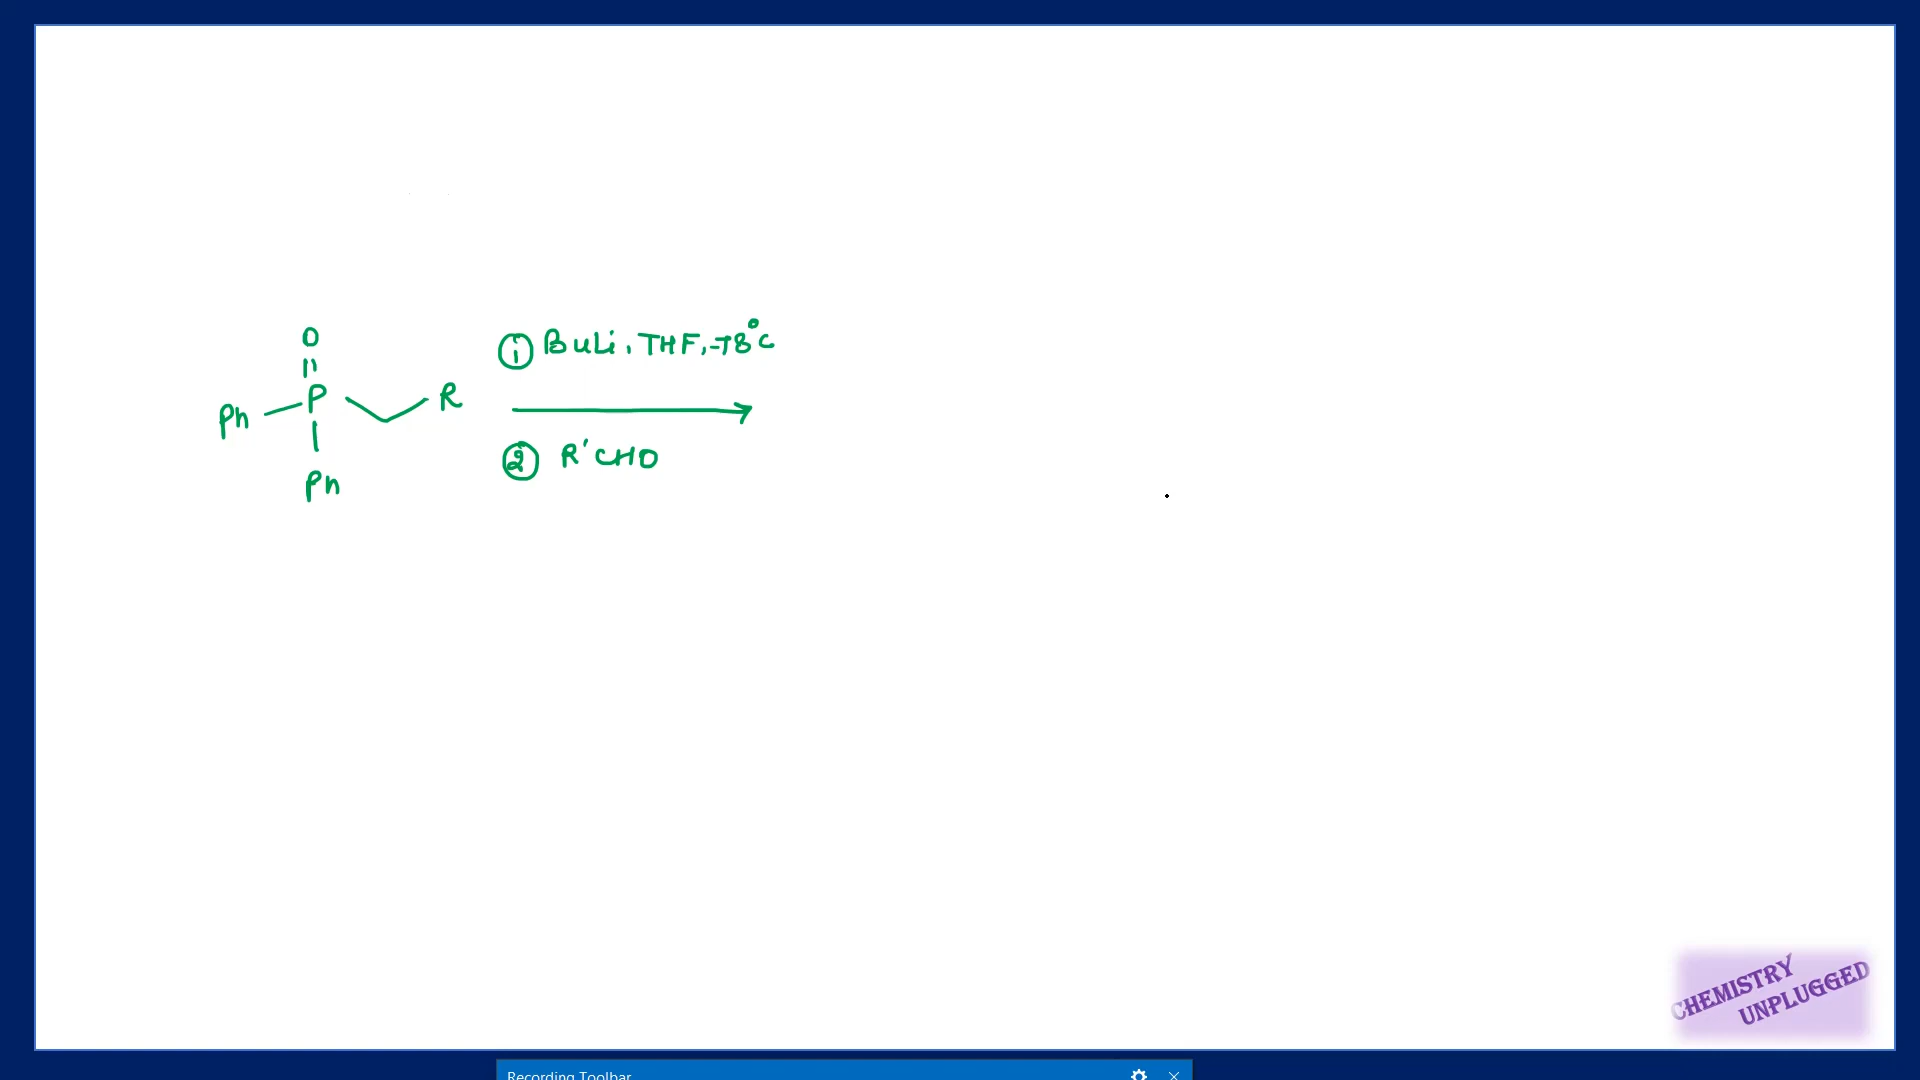 O
Ph P R
Ph
① BuLi, THF, -78°C
② R'CHO
CHEMISTRY
UNPLUGGED
Recording Toolbar